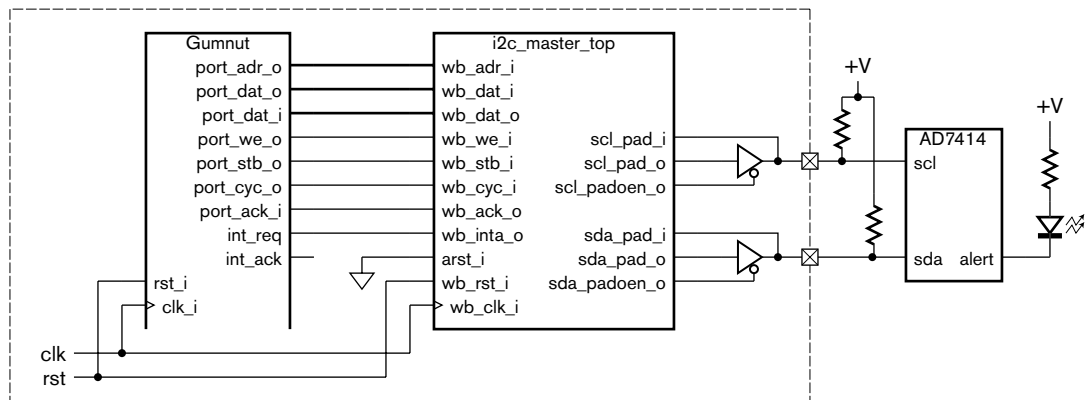 Gumnut
port_adr_o
port_dat_o
port_dat_i
port_we_o
port_stb_o
port_cyc_o
port_ack_i
int_req
int_ack
rst_i
clk_i
clk
rst
i2c_master_top
wb_adr_i
wb_dat_i
wb_dat_o
wb_we_i
wb_stb_i
wb_cyc_i
wb_ack_o
wb_inta_o
arst_i
wb_rst_i
wb_clk_i
scl_pad_i
scl_pad_o
scl_padoen_o
sda_pad_i
sda_pad_o
sda_padoen_o
+V
AD7414
scl
sda alert
+V